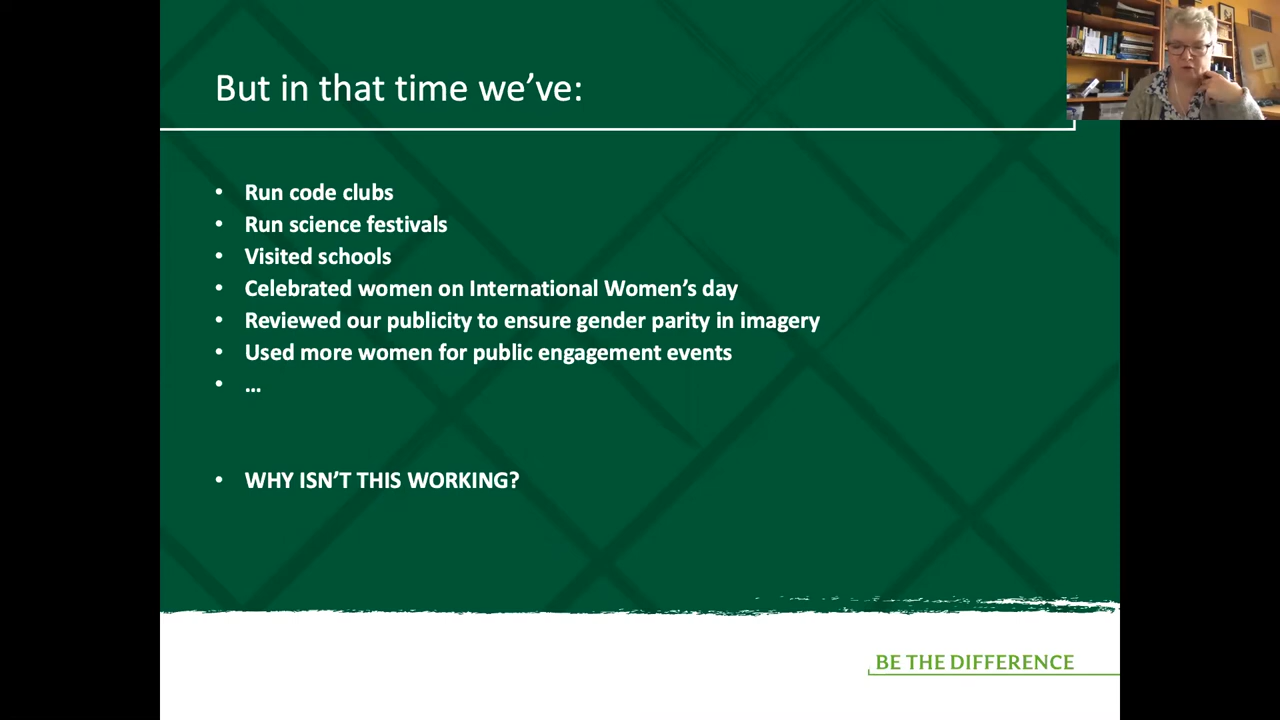 But in that time we’ve:
• Run code clubs
• Run science festivals
• Visited schools
• Celebrated women on International Women’s day
• Reviewed our publicity to ensure gender parity in imagery
• Used more women for public engagement events
• …
• WHY ISN’T THIS WORKING?
BE THE DIFFERENCE